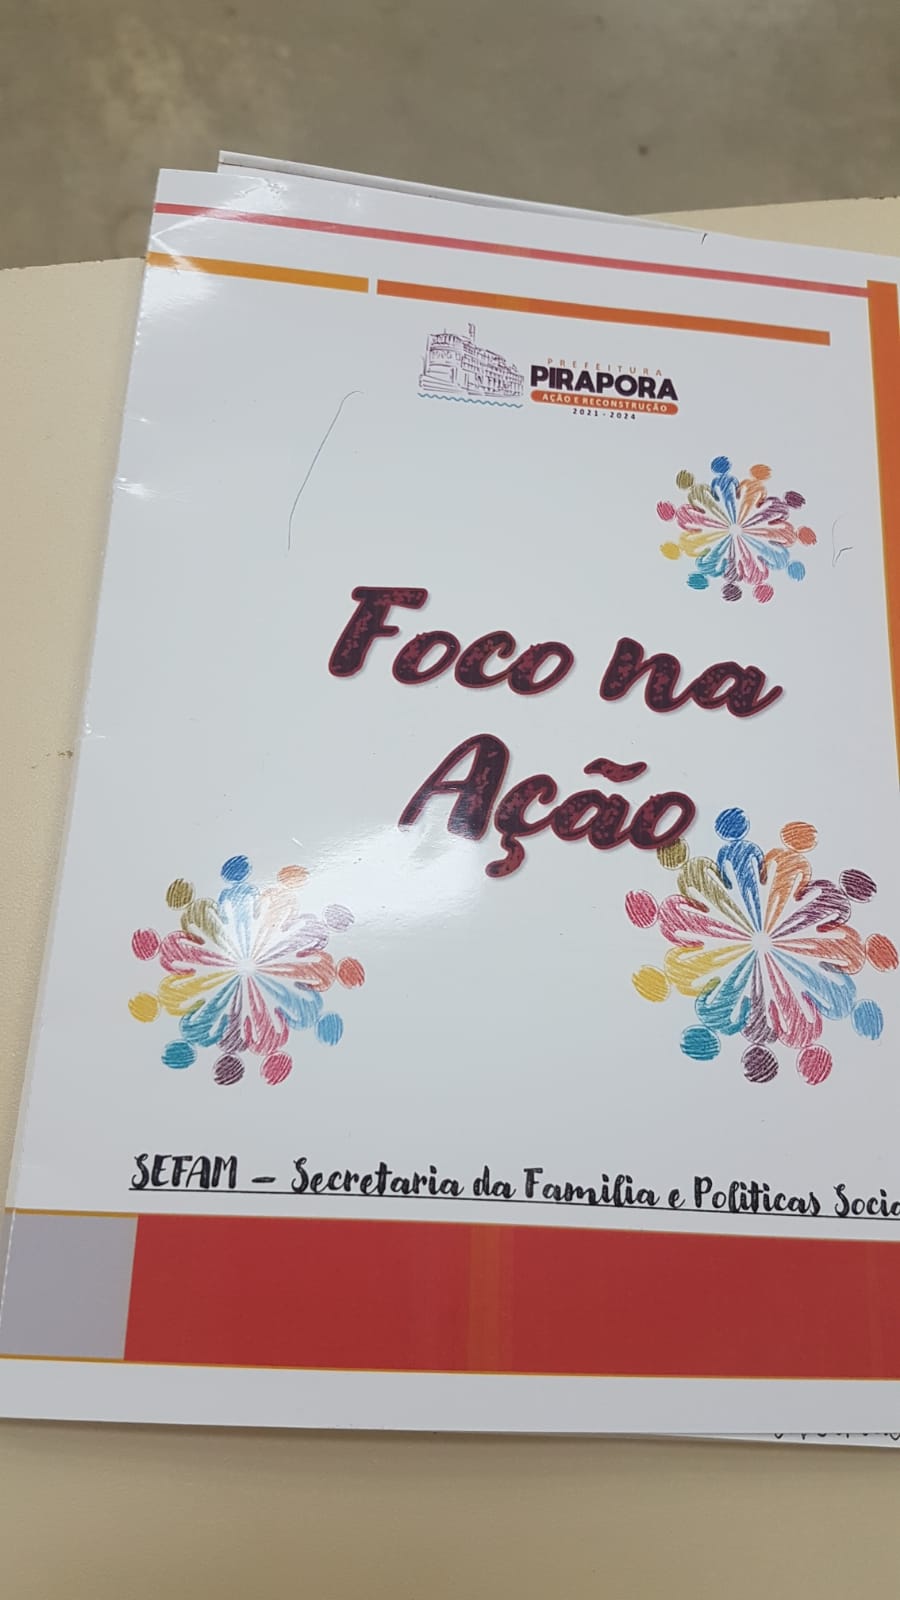 PREFEITURA
PIRAPORA
AÇÃO E RECONSTRUÇÃO
2021 - 2024
Foco na
Ação
SEFAM - Secretaria da Familia e Politicas